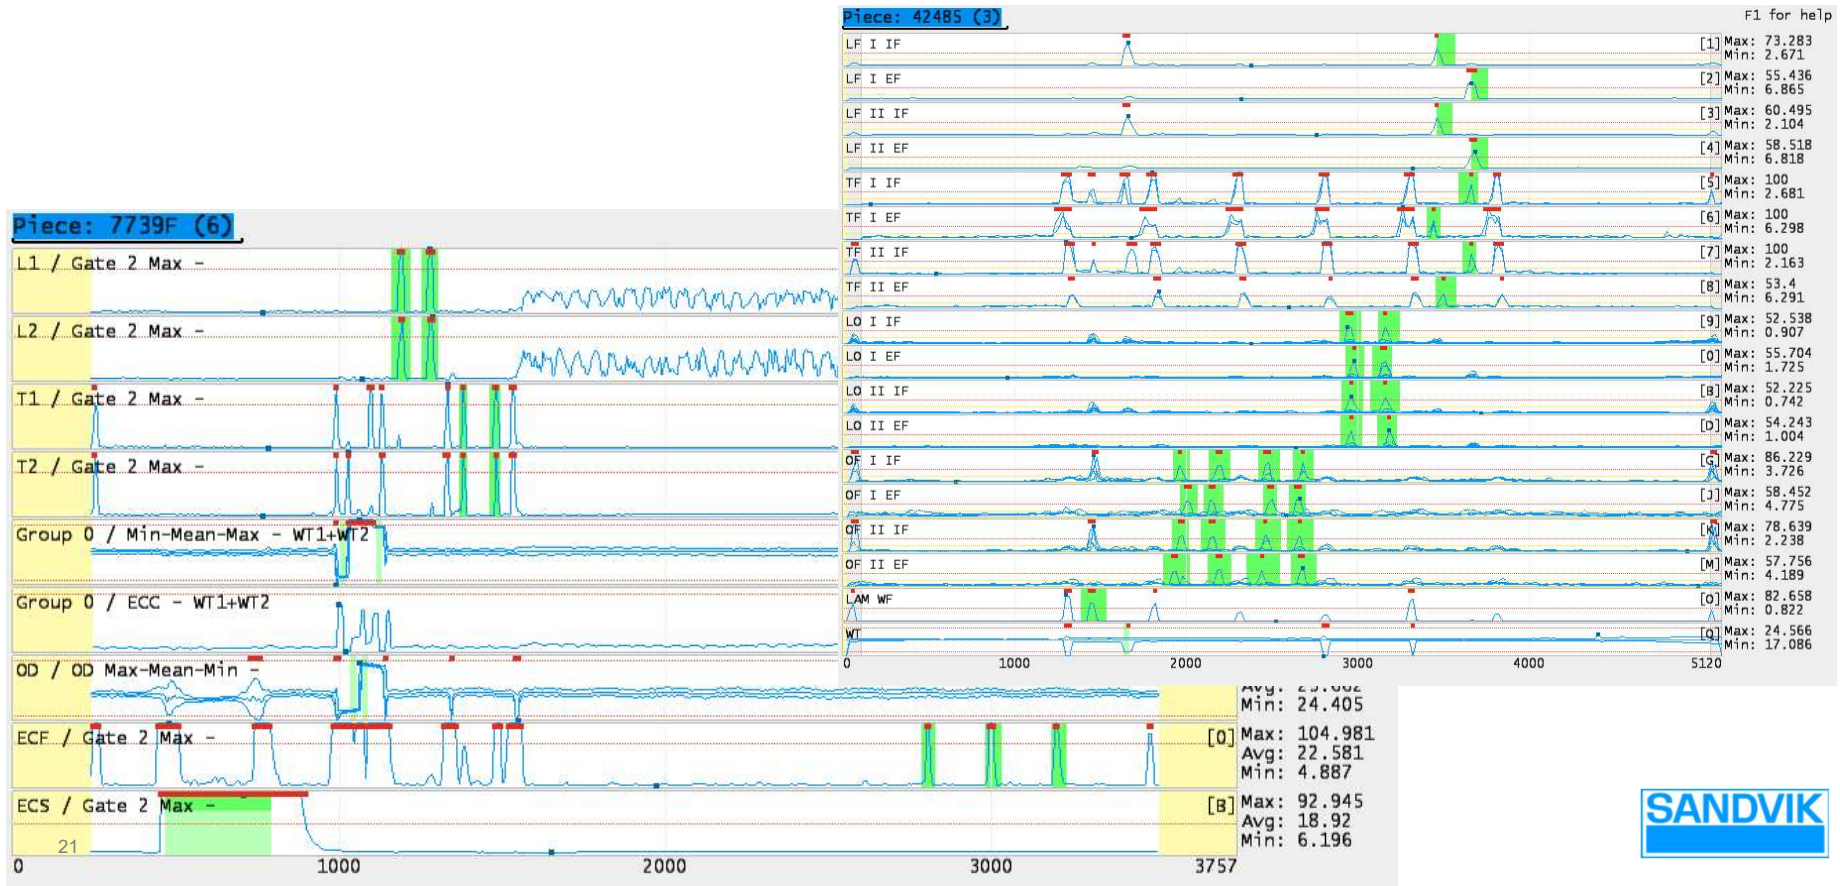 Piece: 42485 (3)
F1 for help
LF I IF [1] Max: 73.283
Min: 2.671
LF I EF [2] Max: 55.436
Min: 6.865
LF II IF [3] Max: 60.495
Min: 2.104
LF II EF [4] Max: 58.518
Min: 6.818
TF I IF [5] Max: 100
Min: 2.681
TF I EF [6] Max: 100
Min: 6.298
TF II IF [7] Max: 100
Min: 2.163
TF II EF [8] Max: 53.4
Min: 6.291
LO I IF [9] Max: 52.538
Min: 0.907
LO I EF [0] Max: 55.704
Min: 1.725
LO II IF [B] Max: 52.225
Min: 0.742
LO II EF [D] Max: 54.243
Min: 1.004
OF I IF [G] Max: 86.229
Min: 3.726
OF I EF [J] Max: 58.452
Min: 4.775
OF II IF [K] Max: 78.639
Min: 2.238
OF II EF [M] Max: 57.756
Min: 4.189
LAM WF [O] Max: 82.658
Min: 0.822
WT [Q] Max: 24.566
Min: 17.086
0 1000 2000 3000 4000 5120
Piece: 7739F (6)
L1 / Gate 2 Max -
L2 / Gate 2 Max -
T1 / Gate 2 Max -
T2 / Gate 2 Max -
Group 0 / Min-Mean-Max - WT1+WT2
Group 0 / ECC - WT1+WT2
OD / OD Max-Mean-Min -
Min: 24.405
ECF / Gate 2 Max - [0] Max: 104.981
Avg: 22.581
Min: 4.887
ECS / Gate 2 Max - [B] Max: 92.945
Avg: 18.92
Min: 6.196
21
0 1000 2000 3000 3757
SANDVIK